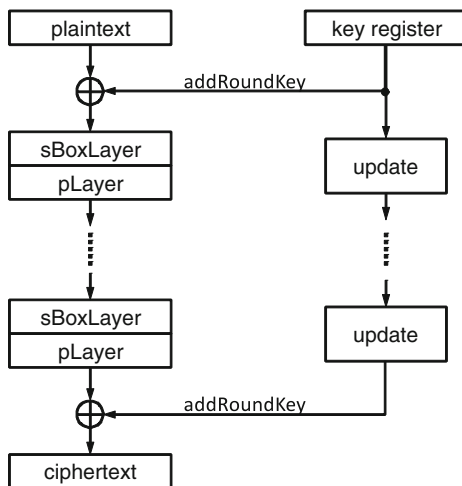 plaintext
key register
addRoundKey
sBoxLayer
pLayer
update
sBoxLayer
pLayer
update
addRoundKey
ciphertext